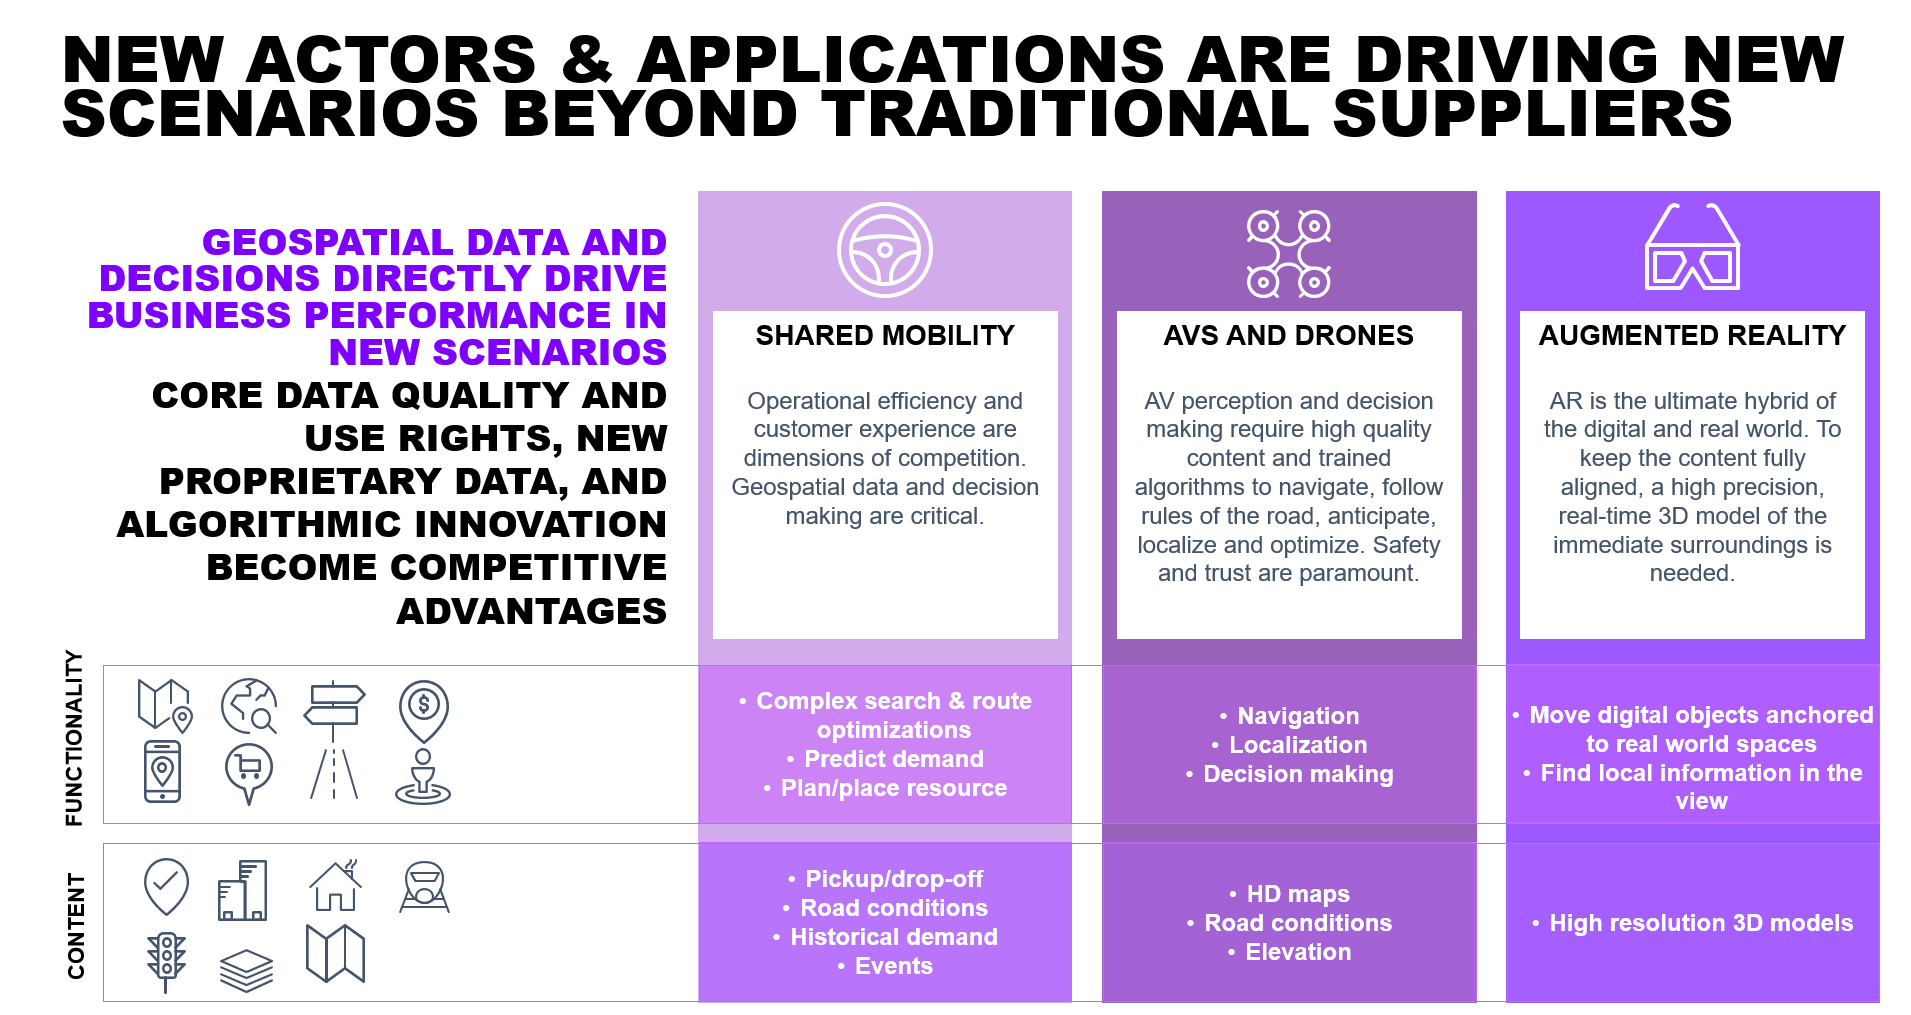 NEW ACTORS & APPLICATIONS ARE DRIVING NEW
SCENARIOS BEYOND TRADITIONAL SUPPLIERS
GEOSPATIAL DATA AND
DECISIONS DIRECTLY DRIVE
BUSINESS PERFORMANCE IN
NEW SCENARIOS
CORE DATA QUALITY AND
USE RIGHTS, NEW
PROPRIETARY DATA, AND
ALGORITHMIC INNOVATION
BECOME COMPETITIVE
ADVANTAGES
SHARED MOBILITY
Operational efficiency and
customer experience are
dimensions of competition.
Geospatial data and decision
making are critical.
AVS AND DRONES
AV perception and decision
making require high quality
content and trained
algorithms to navigate, follow
rules of the road, anticipate,
localize and optimize. Safety
and trust are paramount.
AUGMENTED REALITY
AR is the ultimate hybrid of
the digital and real world. To
keep the content fully
aligned, a high precision,
real-time 3D model of the
immediate surroundings is
needed.
FUNCTIONALITY
$
• Complex search & route
optimizations
• Predict demand
• Plan/place resource
• Navigation
• Localization
• Decision making
• Move digital objects anchored
to real world spaces
• Find local information in the
view
CONTENT
• Pickup/drop-off
• Road conditions
• Historical demand
• Events
• HD maps
• Road conditions
• Elevation
• High resolution 3D models